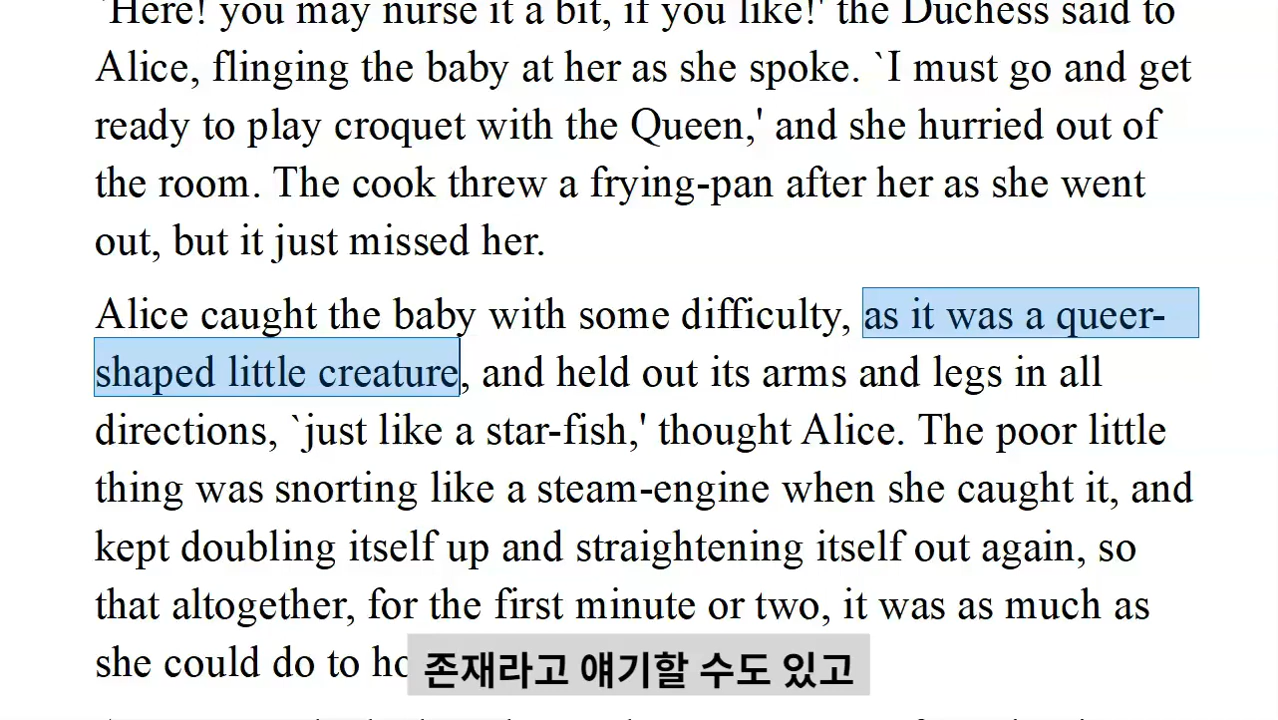 `Here! you may nurse it a bit, if you like!' the Duchess said to
Alice, flinging the baby at her as she spoke. `I must go and get
ready to play croquet with the Queen,' and she hurried out of
the room. The cook threw a frying-pan after her as she went
out, but it just missed her.
Alice caught the baby with some difficulty, as it was a queer-
shaped little creature, and held out its arms and legs in all
directions, `just like a star-fish,' thought Alice. The poor little
thing was snorting like a steam-engine when she caught it, and
kept doubling itself up and straightening itself out again, so
that altogether, for the first minute or two, it was as much as
she could do to
존재라고 얘기할 수도 있고